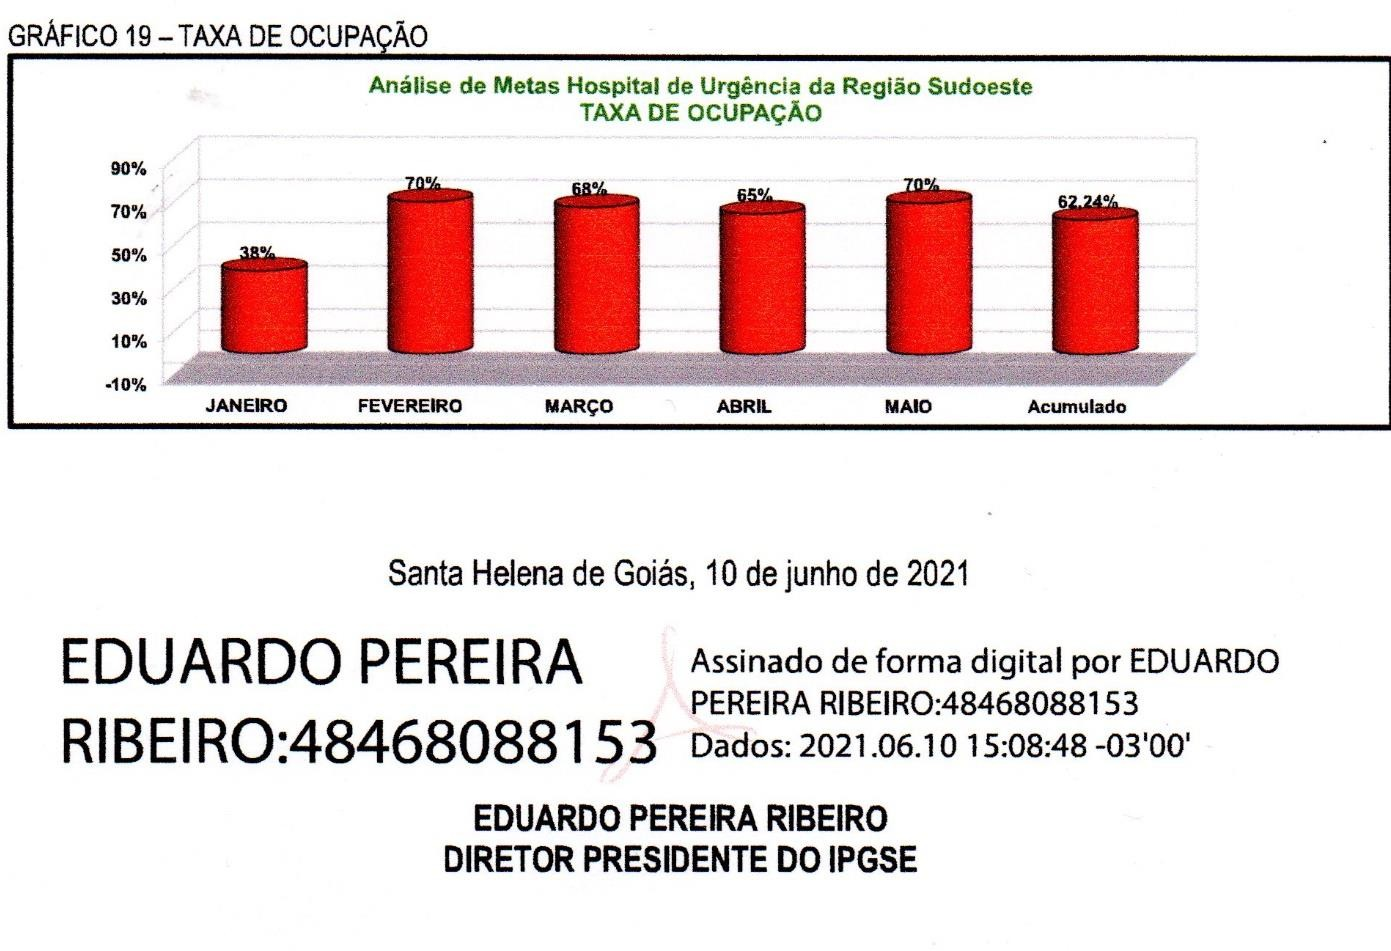 GRÁFICO 19 – TAXA DE OCUPAÇÃO
Análise de Metas Hospital de Urgência da Região Sudoeste
TAXA DE OCUPAÇÃO
90%
70%
50%
30%
10%
-10%
38%
70%
68%
65%
70%
62,24%
JANEIRO
FEVEREIRO
MARÇO
ABRIL
MAIO
Acumulado
Santa Helena de Goiás, 10 de junho de 2021
EDUARDO PEREIRA
RIBEIRO:48468088153
Assinado de forma digital por EDUARDO
PEREIRA RIBEIRO:48468088153
Dados: 2021.06.10 15:08:48 -03'00'
EDUARDO PEREIRA RIBEIRO
DIRETOR PRESIDENTE DO IPGSE